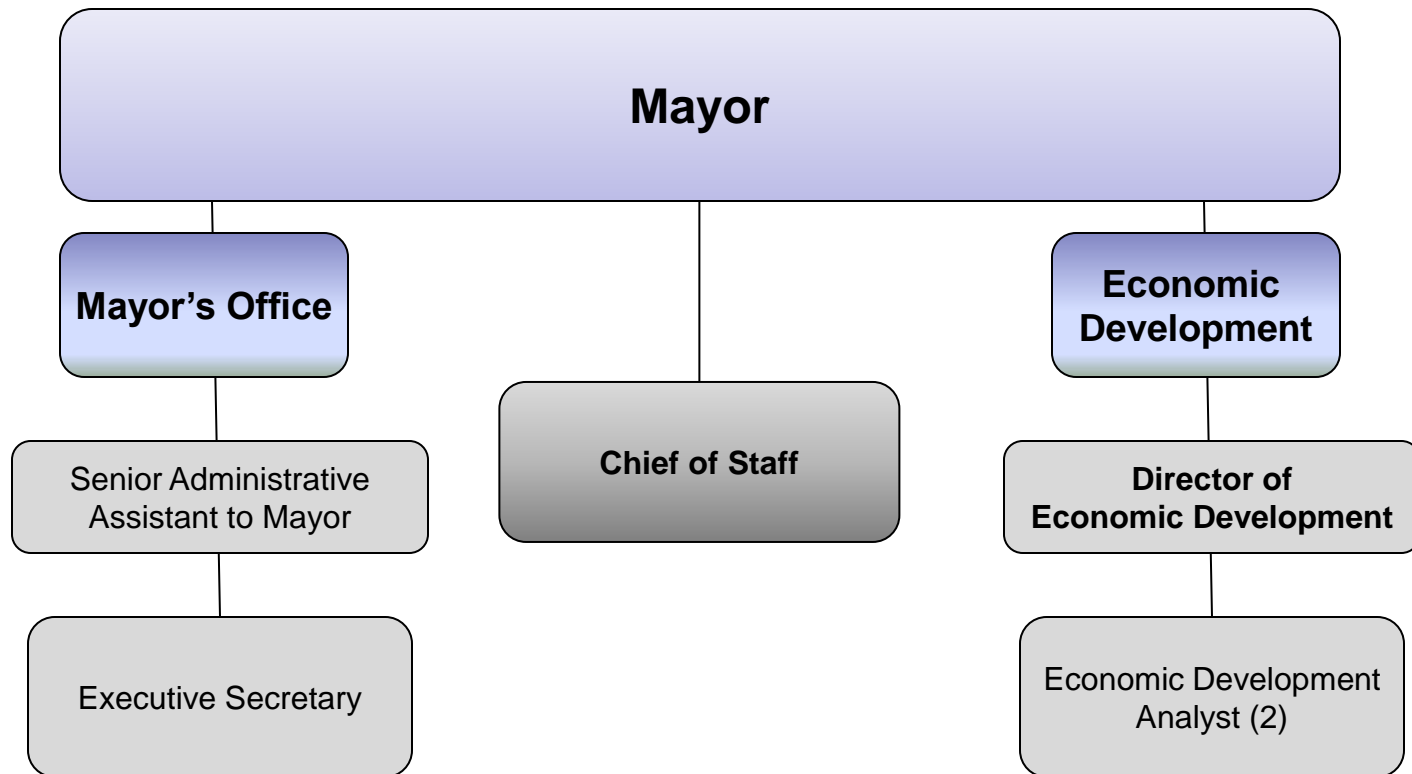 Mayor
Mayor’s Office
Economic
Development
Chief of Staff
Senior Administrative
Assistant to Mayor
Director of
Economic Development
Executive Secretary
Economic Development
Analyst (2)